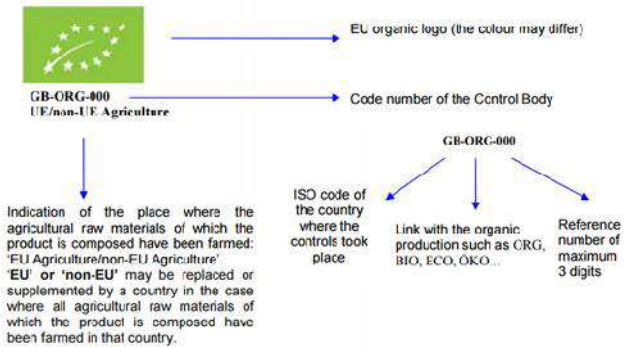 EU organic logo (the colour may differ)
GB-ORG-000
UE/non-UE Agriculture
Code number of the Control Body
GB-ORG-000
Indication of the place where the
agricultural raw materials of which the
product is composed have been farmed:
'EU Agriculture/non-EU Agriculture'
'EU' or 'non-EU' may be replaced or
supplemented by a country in the case
where all agricultural raw materials of
which the product is composed have
been farmed in that country.
ISO code of
the country
where the
controls took
place
Link with the organic
production such as ORG,
BIO, ECO, ÖKO...
Reference
number of
maximum
3 digits